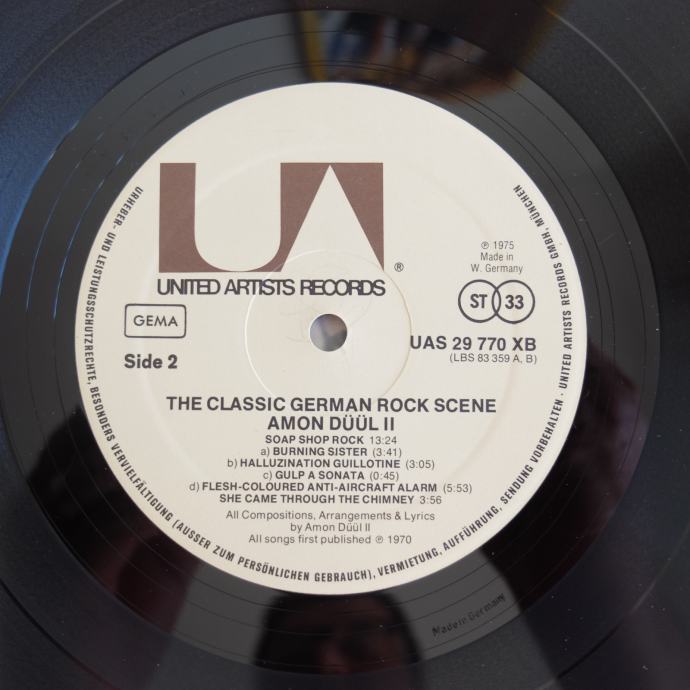 UA
®
UNITED ARTISTS RECORDS
℗ 1975
Made in
W. Germany
GEMA
ST 33
Side 2
UAS 29 770 XB
(LBS 83 359 A, B)
THE CLASSIC GERMAN ROCK SCENE
AMON DÜÜL II
SOAP SHOP ROCK 13:24
a) BURNING SISTER (3:41)
b) HALLUZINATION GUILLOTINE (3:05)
c) GULP A SONATA (0:45)
d) FLESH-COLOURED ANTI-AIRCRAFT ALARM (5:53)
SHE CAME THROUGH THE CHIMNEY 3:56
All Compositions, Arrangements & Lyrics
by Amon Düül II
All songs first published ℗ 1970
URHEBER- UND LEISTUNGSSCHUTZRECHTE, BESONDERS VERVIELFÄLTIGUNG (AUSSER ZUM PERSÖNLICHEN GEBRAUCH), VERMIETUNG, AUFFÜHRUNG, SENDUNG VORBEHALTEN · UNITED ARTISTS RECORDS GMBH, MÜNCHEN
Made in Germany